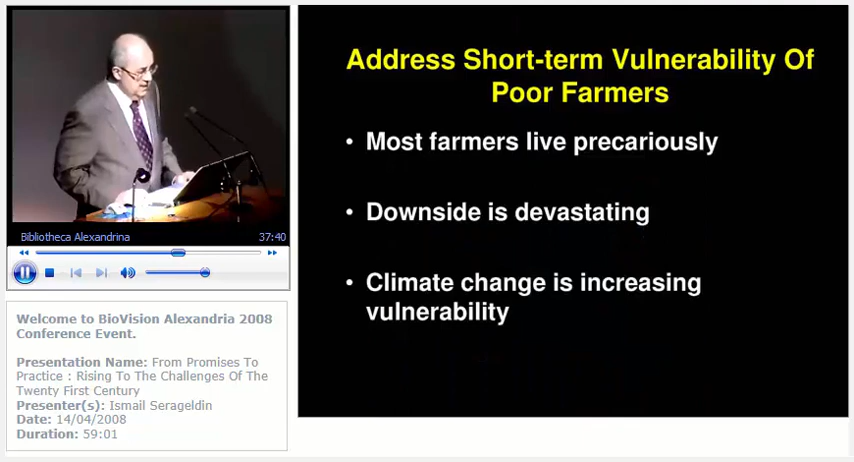 Bibliotheca Alexandrina
37:40
Welcome to BioVision Alexandria 2008
Conference Event.
Presentation Name: From Promises To
Practice : Rising To The Challenges Of The
Twenty First Century
Presenter(s): Ismail Serageldin
Date: 14/04/2008
Duration: 59:01
Address Short-term Vulnerability Of
Poor Farmers
• Most farmers live precariously
• Downside is devastating
• Climate change is increasing
vulnerability